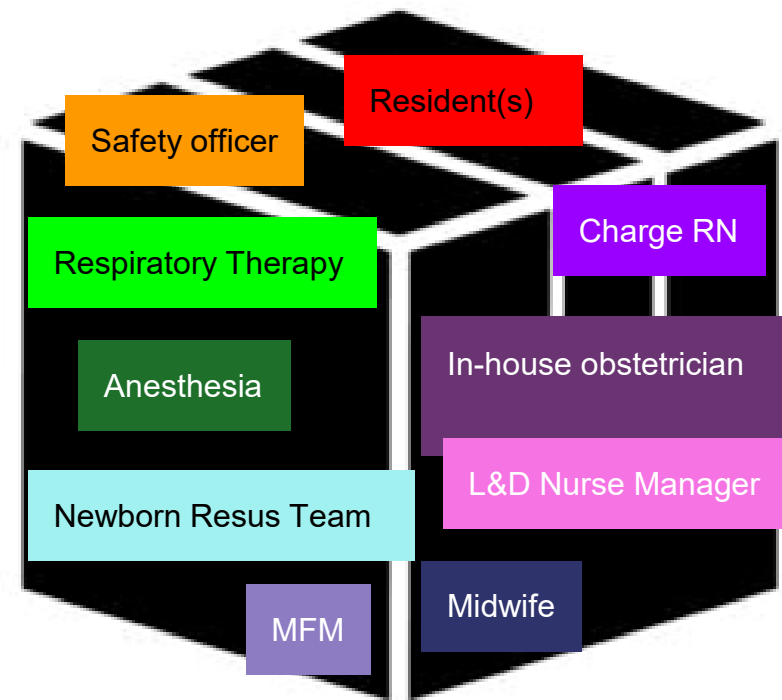 Resident(s)
Safety officer
Charge RN
Respiratory Therapy
In-house obstetrician
Anesthesia
L&D Nurse Manager
Newborn Resus Team
Midwife
MFM